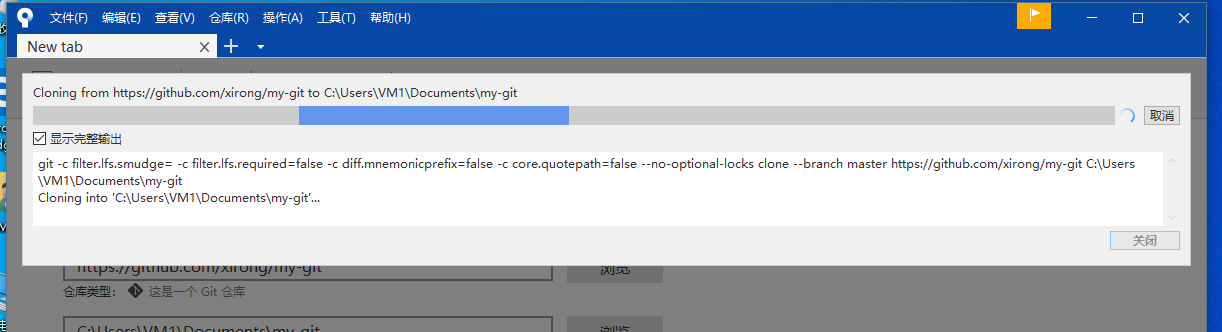 文件(F) 编辑(E) 查看(V) 仓库(R) 操作(A) 工具(T) 帮助(H)
New tab
Cloning from https://github.com/xirong/my-git to C:\Users\VM1\Documents\my-git
取消
显示完整输出
git -c filter.lfs.smudge= -c filter.lfs.required=false -c diff.mnemonicprefix=false -c core.quotepath=false --no-optional-locks clone --branch master https://github.com/xirong/my-git C:\Users
\VM1\Documents\my-git
Cloning into 'C:\Users\VM1\Documents\my-git'...
关闭
https://github.com/xirong/my-git 浏览
仓库类型: 这是一个 Git 仓库
C:\Users\VM1\Documents\my-git 浏览